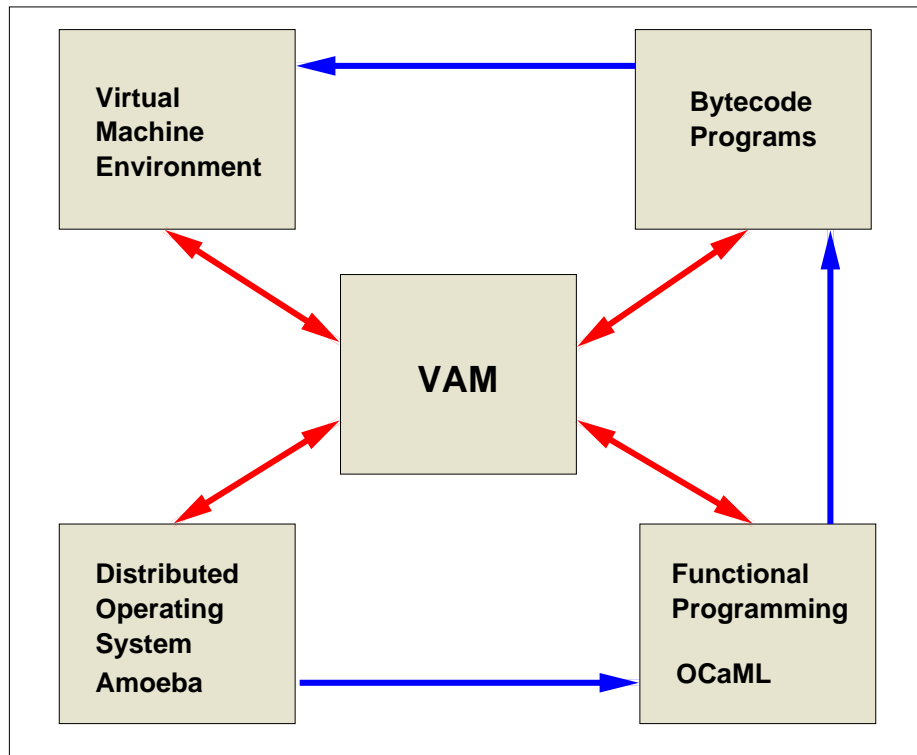 Virtual
Machine
Environment
Bytecode
Programs
VAM
Distributed
Operating
System
Amoeba
Functional
Programming
OCaML